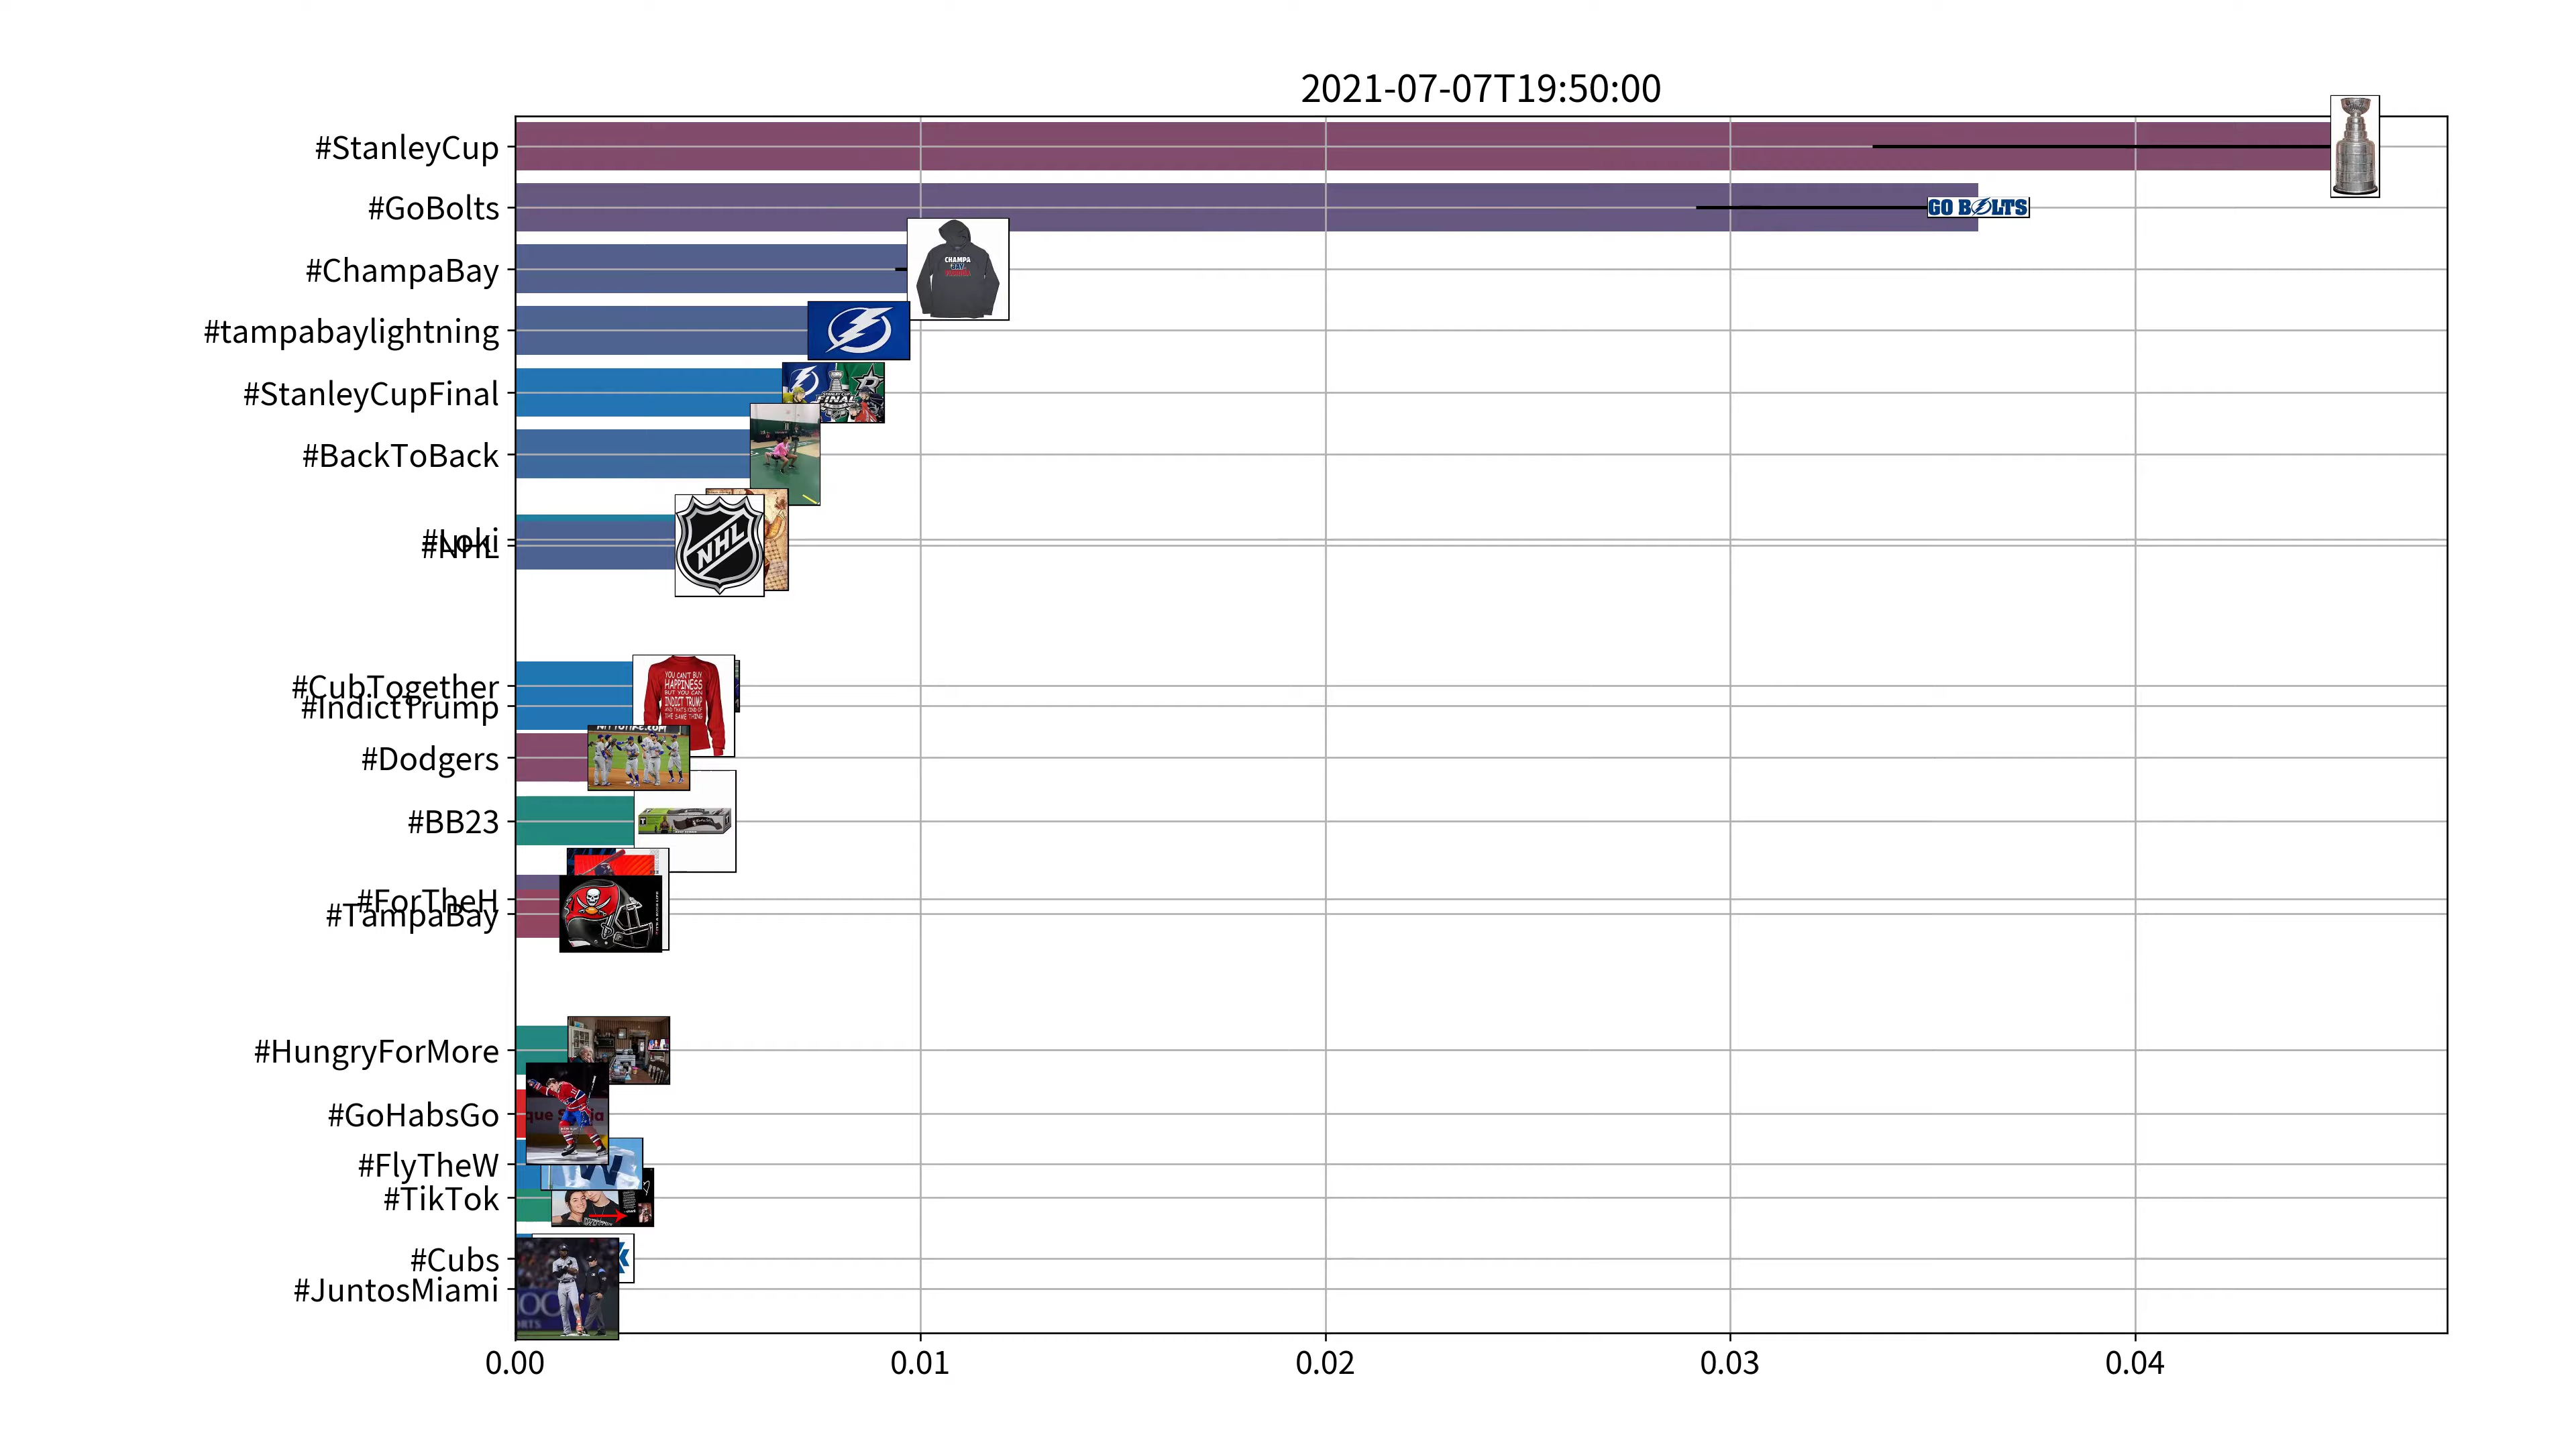 2021-07-07T19:50:00
#StanleyCup
#GoBolts
GO BOLTS
#ChampaBay
CHAMPA
BAY
#tampabaylightning
#StanleyCupFinal
FINAL
#BackToBack
#Loki
#NHL
NHL
#CubTogether
#IndictTrump
YOU CAN'T BUY
HAPPINESS
BUT YOU CAN
INDICT TRUMP
AND THAT'S KIND OF
THE SAME THING
#Dodgers
#BB23
#ForTheH
#TampaBay
#HungryForMore
#GoHabsGo
#FlyTheW
#TikTok
#Cubs
#JuntosMiami
0.00 0.01 0.02 0.03 0.04